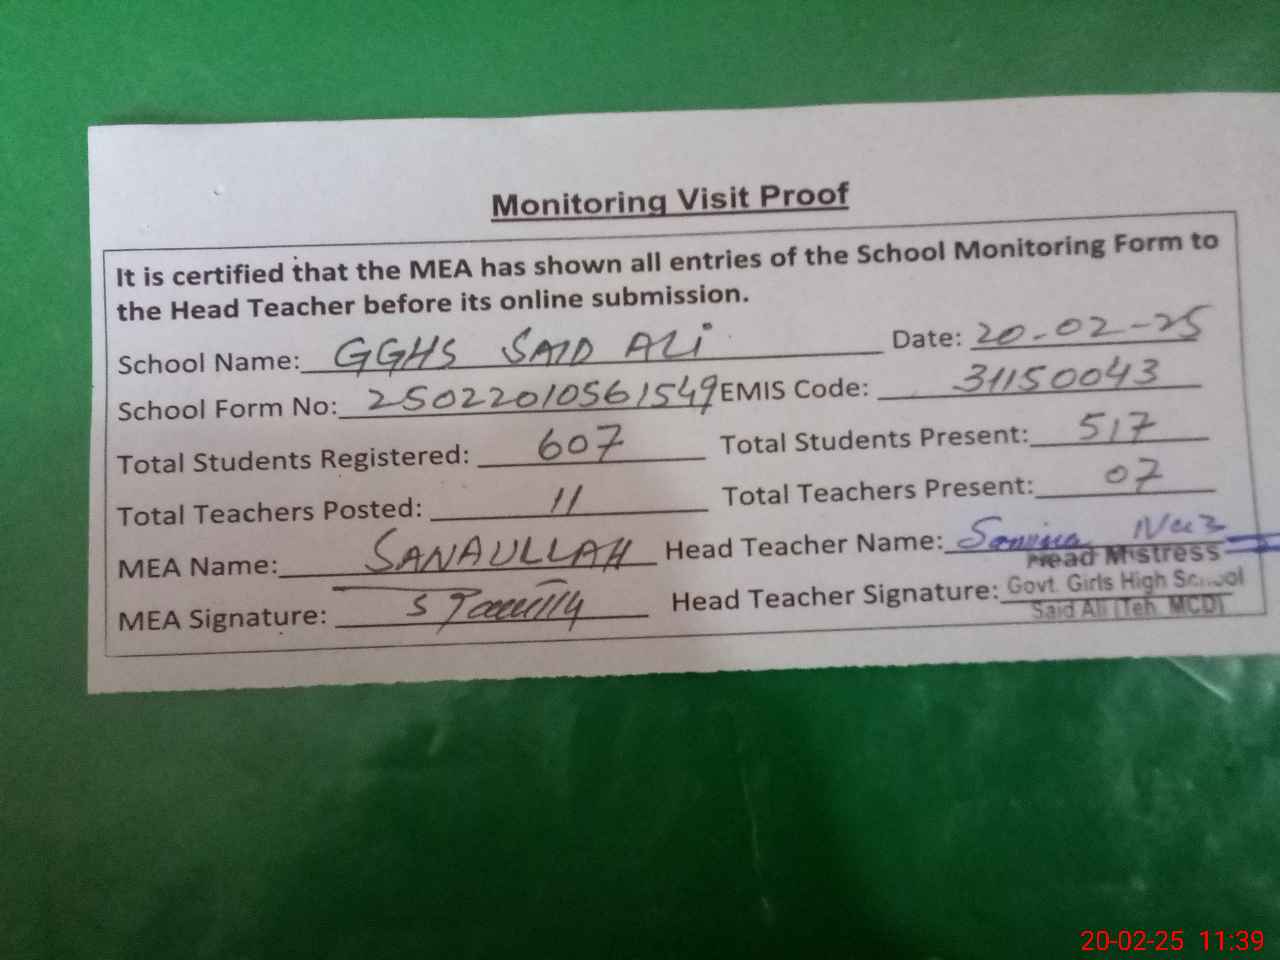 Monitoring Visit Proof
It is certified that the MEA has shown all entries of the School Monitoring Form to
the Head Teacher before its online submission.
School Name: GGHS SAID ALI Date: 20-02-25
School Form No: 25022010561549 EMIS Code: 31150043
Total Students Registered: 607 Total Students Present: 517
Total Teachers Posted: 11 Total Teachers Present: 07
MEA Name: SANAULLAH Head Teacher Name: Samina
Head Mistress
MEA Signature: Head Teacher Signature: Govt. Girls High School
Said Ali (Teh. MCD)
20-02-25 11:39